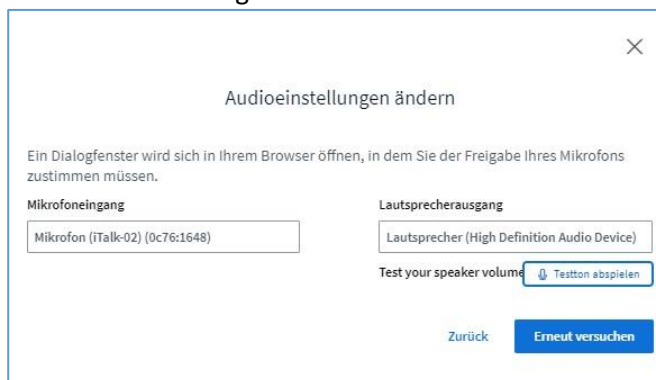 Audioeinstellungen ändern
Ein Dialogfenster wird sich in Ihrem Browser öffnen, in dem Sie der Freigabe Ihres Mikrofons
zustimmen müssen.
Mikrofoneingang
Lautsprecherausgang
Mikrofon (iTalk-02) (0c76:1648)
Lautsprecher (High Definition Audio Device)
Test your speaker volume
Testton abspielen
Zurück
Erneut versuchen